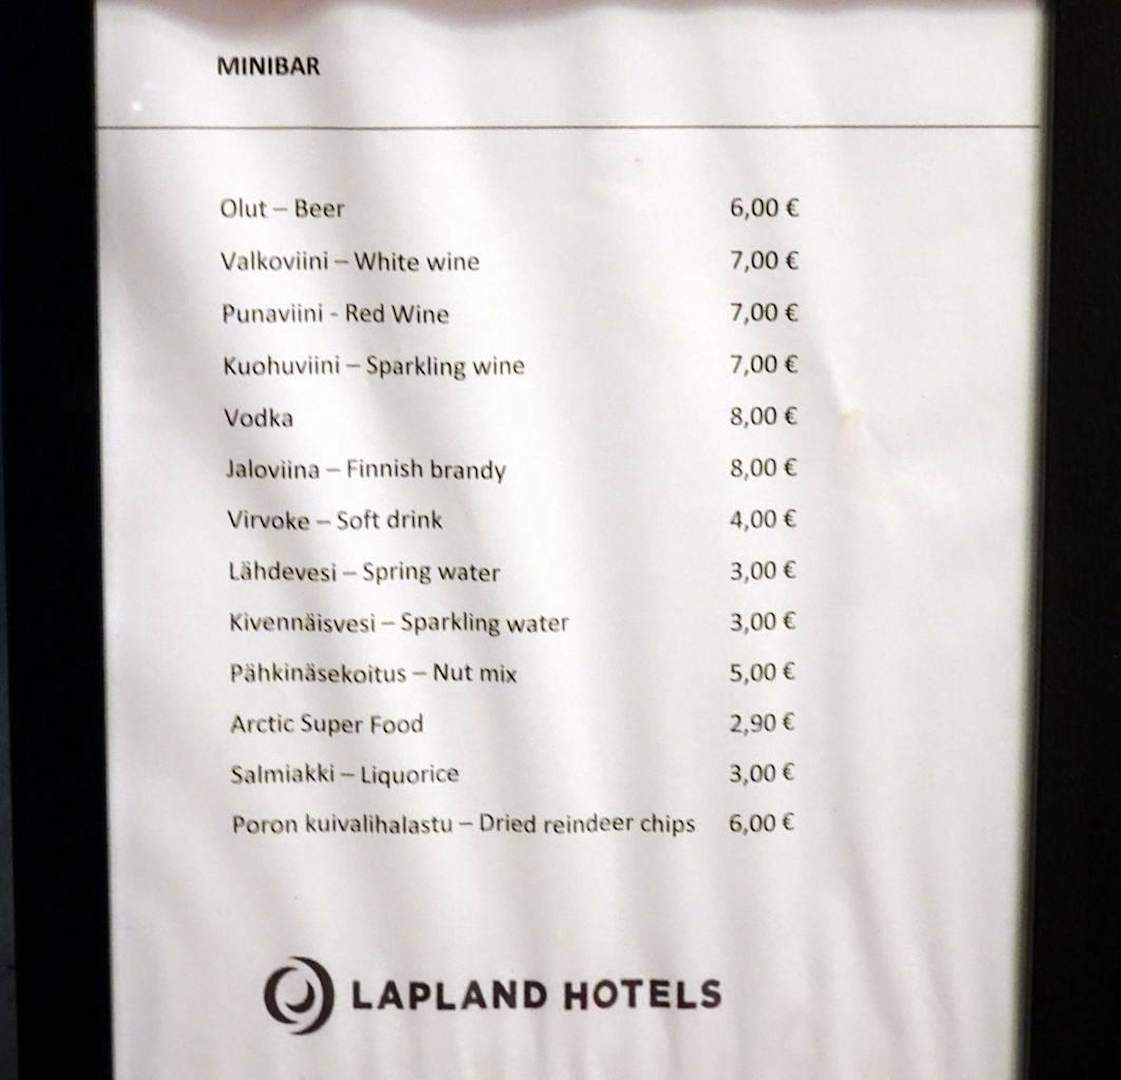 MINIBAR
Olut – Beer 6,00 €
Valkoviini – White wine 7,00 €
Punaviini - Red Wine 7,00 €
Kuohuviini – Sparkling wine 7,00 €
Vodka 8,00 €
Jaloviina – Finnish brandy 8,00 €
Virvoke – Soft drink 4,00 €
Lähdevesi – Spring water 3,00 €
Kivennäisvesi – Sparkling water 3,00 €
Pähkinäsekoitus – Nut mix 5,00 €
Arctic Super Food 2,90 €
Salmiakki – Liquorice 3,00 €
Poron kuivalihalastu – Dried reindeer chips 6,00 €
LAPLAND HOTELS